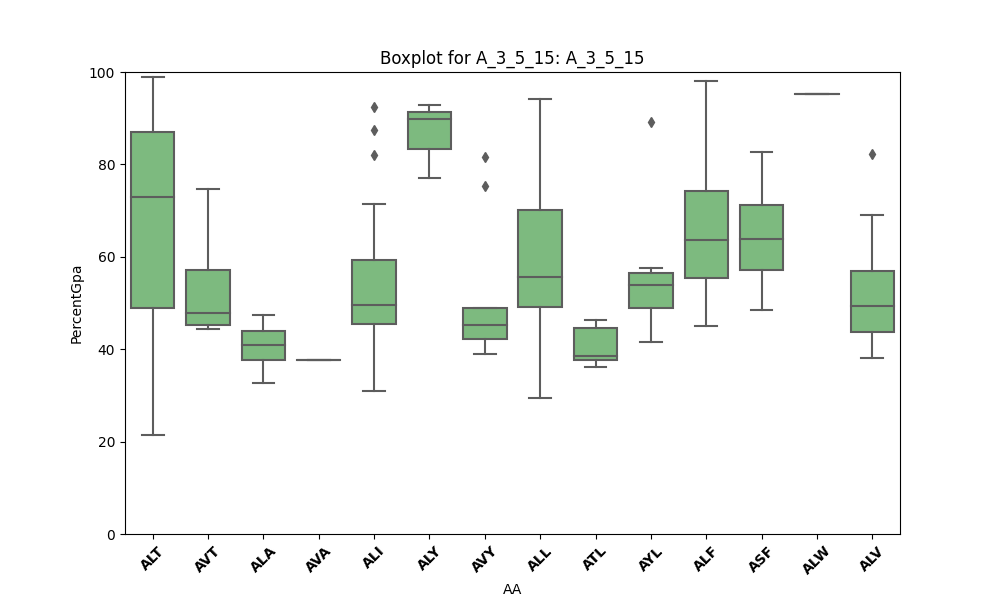 Boxplot for A_3_5_15: A_3_5_15
100
80
60
40
20
0
PercentGpa
ALT AVT ALA AVA ALI ALY AVY ALL ATL AYL ALF ASF ALW ALV
AA